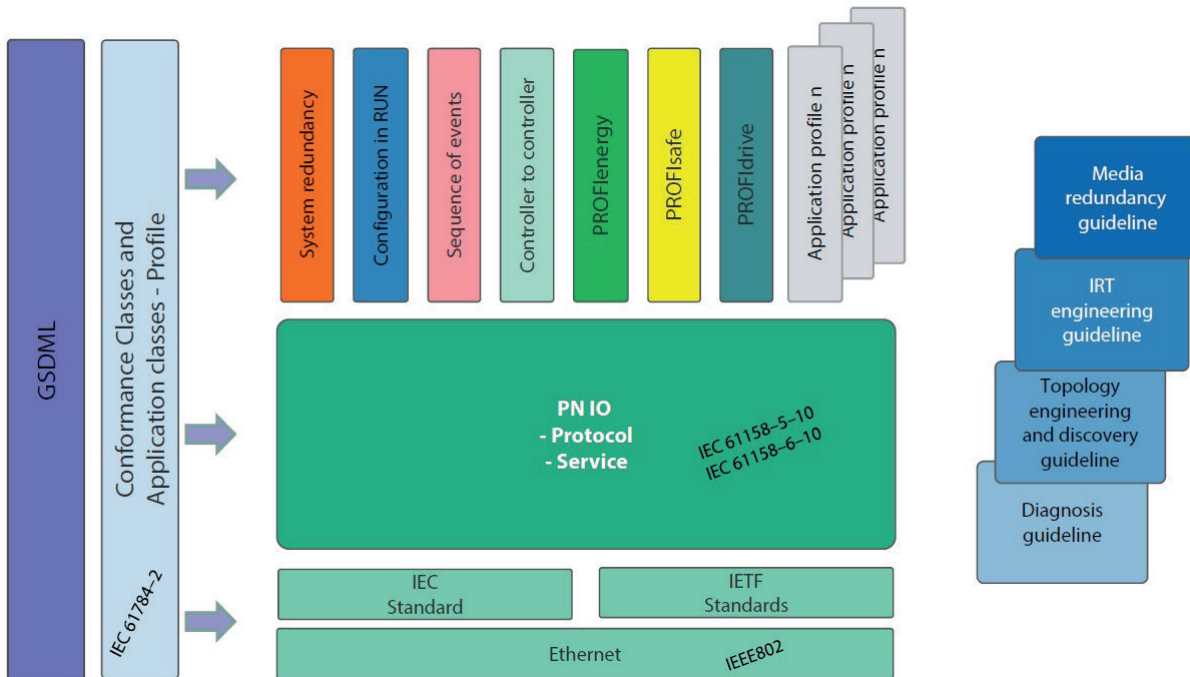 GSDML
Conformance Classes and
Application classes - Profile
IEC 61784–2
System redundancy
Configuration in RUN
Sequence of events
Controller to controller
PROFIenergy
PROFIsafe
PROFIdrive
Application profile n
Application profile n
Application profile n
PN IO
- Protocol
- Service
IEC 61158–5–10
IEC 61158–6–10
IEC
Standard
IETF
Standards
Ethernet
IEEE802
Media
redundancy
guideline
IRT
engineering
guideline
Topology
engineering
and discovery
guideline
Diagnosis
guideline